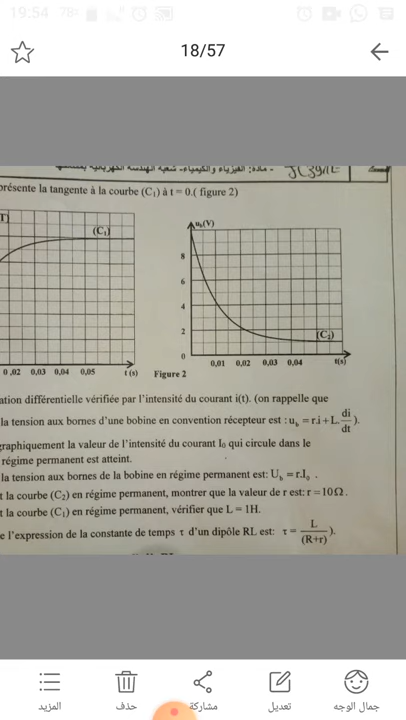 19:54
78%
18/57
مادة: الفيزياء والكيمياء- شعبة الهندسة الكهربائية
présente la tangente à la courbe (C₁) à t = 0.( figure 2)
(C₁)
0 ,02 0,03 0,04 0,05 t (s)
u_b(V)
8
6
4
2
0
(C₂)
0,01 0,02 0,03 0,04 t(s)
Figure 2
ation différentielle vérifiée par l'intensité du courant i(t). (on rappelle que
la tension aux bornes d'une bobine en convention récepteur est : u_b = r.i + L.di/dt).
graphiquement la valeur de l'intensité du courant I₀ qui circule dans le
régime permanent est atteint.
la tension aux bornes de la bobine en régime permanent est: U_b = r.I₀ .
t la courbe (C₂) en régime permanent, montrer que la valeur de r est: r = 10Ω.
t la courbe (C₁) en régime permanent, vérifier que L = 1H.
e l'expression de la constante de temps τ d'un dipôle RL est: τ = L/(R+r)).
المزيد
حذف
مشاركة
تعديل
جمال الوجه